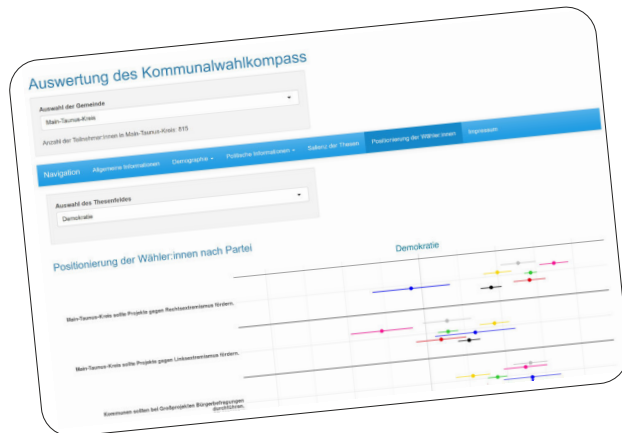 Auswertung des Kommunalwahlkompass
Auswahl der Gemeinde
Main-Taunus-Kreis
Anzahl der Teilnehmer:innen in Main-Taunus-Kreis: 815
Navigation Allgemeine Informationen Demographie Politische Informationen Salienz der Thesen Positionierung der Wähler:innen Impressum
Auswahl des Thesenfeldes
Demokratie
Positionierung der Wähler:innen nach Partei
Demokratie
Main-Taunus-Kreis sollte Projekte gegen Rechtsextremismus fördern.
Main-Taunus-Kreis sollte Projekte gegen Linksextremismus fördern.
Kommunen sollten bei Großprojekten Bürgerbefragungen
durchführen.